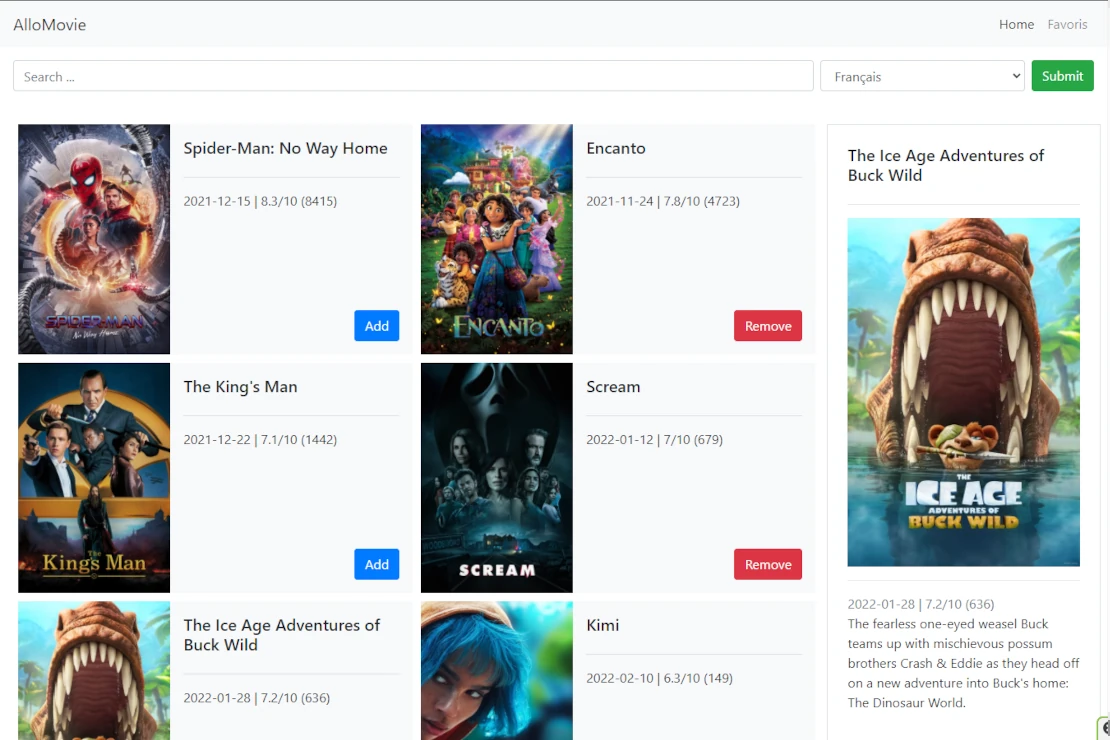 AlloMovie
Home Favoris
Search ...
Français
Submit
Spider-Man: No Way Home
2021-12-15 | 8.3/10 (8415)
Add
SPIDER-MAN
No Way Home
Encanto
2021-11-24 | 7.8/10 (4723)
Remove
ENCANTO
The King's Man
2021-12-22 | 7.1/10 (1442)
Add
The
King's Man
Scream
2022-01-12 | 7/10 (679)
Remove
SCREAM
The Ice Age Adventures of
Buck Wild
2022-01-28 | 7.2/10 (636)
Kimi
2022-02-10 | 6.3/10 (149)
The Ice Age Adventures of
Buck Wild
THE
ICE AGE
ADVENTURES OF
BUCK WILD
2022-01-28 | 7.2/10 (636)
The fearless one-eyed weasel Buck
teams up with mischievous possum
brothers Crash & Eddie as they head off
on a new adventure into Buck's home:
The Dinosaur World.